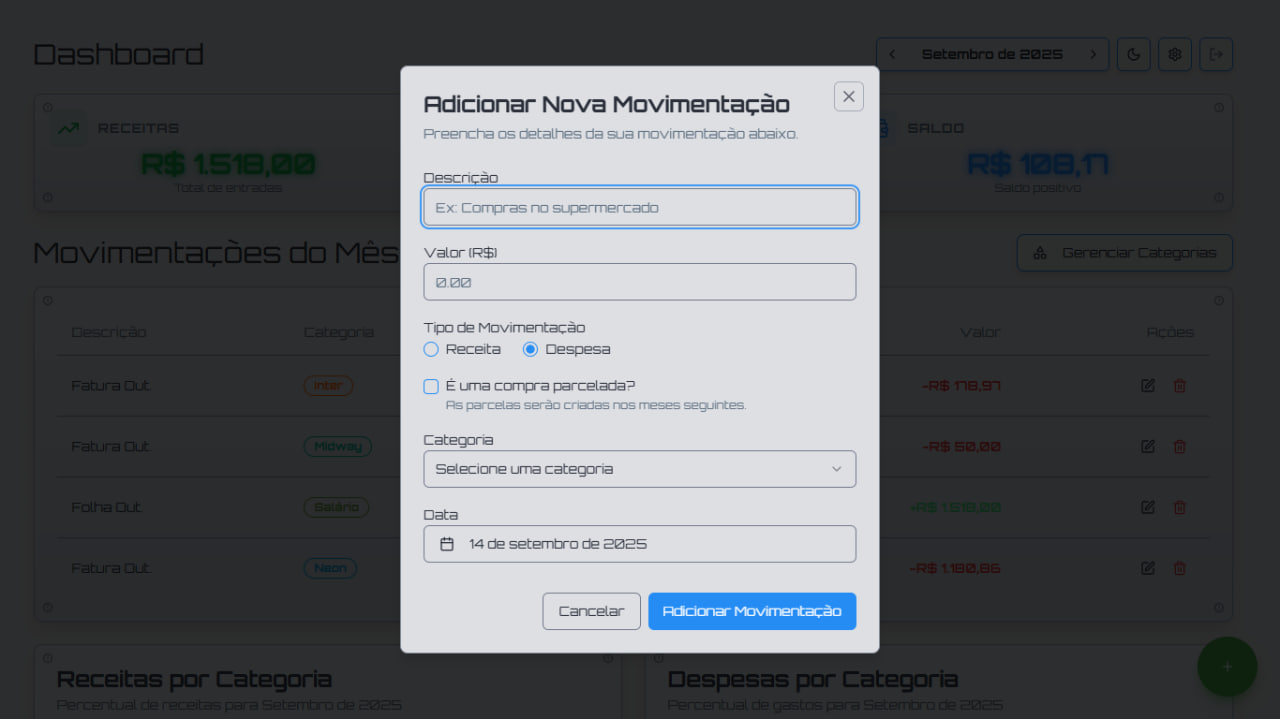 Dashboard
Setembro de 2025
RECEITAS
R$ 1.518,00
Total de entradas
SALDO
R$ 108,17
Saldo positivo
Movimentações do Mês
Gerenciar Categorias
Descrição Categoria Valor Ações
Fatura Out. Inter -R$ 178,97
Fatura Out. Midway -R$ 50,00
Folha Out. Salário +R$ 1.518,00
Fatura Out. Neon -R$ 1.180,86
Receitas por Categoria
Percentual de receitas para Setembro de 2025
Despesas por Categoria
Percentual de gastos para Setembro de 2025
+
Adicionar Nova Movimentação
Preencha os detalhes da sua movimentação abaixo.
Descrição
Ex: Compras no supermercado
Valor (R$)
0.00
Tipo de Movimentação
Receita Despesa
É uma compra parcelada?
As parcelas serão criadas nos meses seguintes.
Categoria
Selecione uma categoria
Data
14 de setembro de 2025
Cancelar Adicionar Movimentação